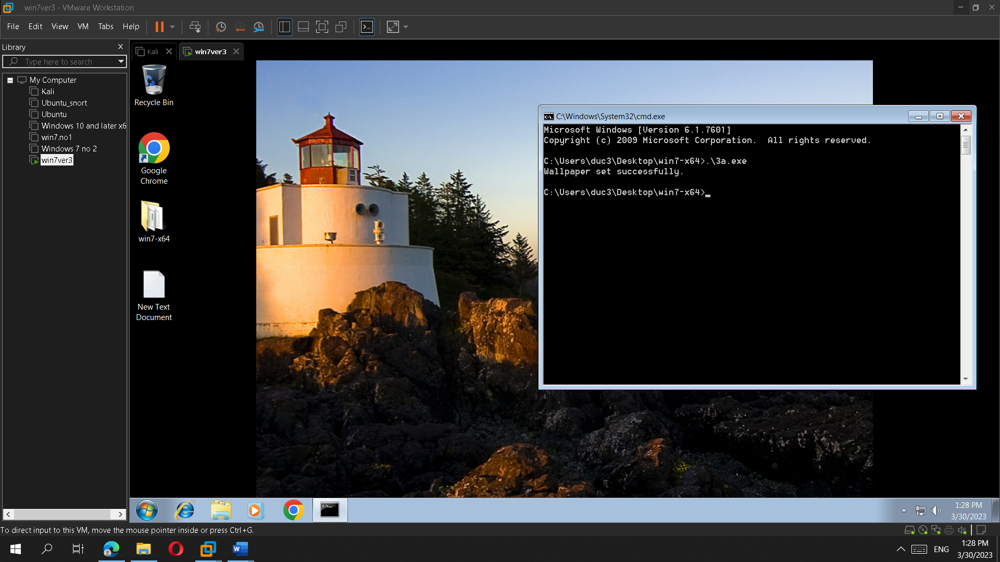 win7ver3 - VMware Workstation
File Edit View VM Tabs Help
Library
Type here to search
My Computer
Kali
Ubuntu_snort
Ubuntu
Windows 10 and later x6
win7.no1
Windows 7 no 2
win7ver3
Kali
win7ver3
Recycle Bin
Google
Chrome
win7-x64
New Text
Document
C:\Windows\System32\cmd.exe
Microsoft Windows [Version 6.1.7601]
Copyright (c) 2009 Microsoft Corporation.  All rights reserved.
C:\Users\duc3\Desktop\win7-x64>.\3a.exe
Wallpaper set successfully.
C:\Users\duc3\Desktop\win7-x64>
1:28 PM
3/30/2023
To direct input to this VM, move the mouse pointer inside or press Ctrl+G.
ENG
1:28 PM
3/30/2023